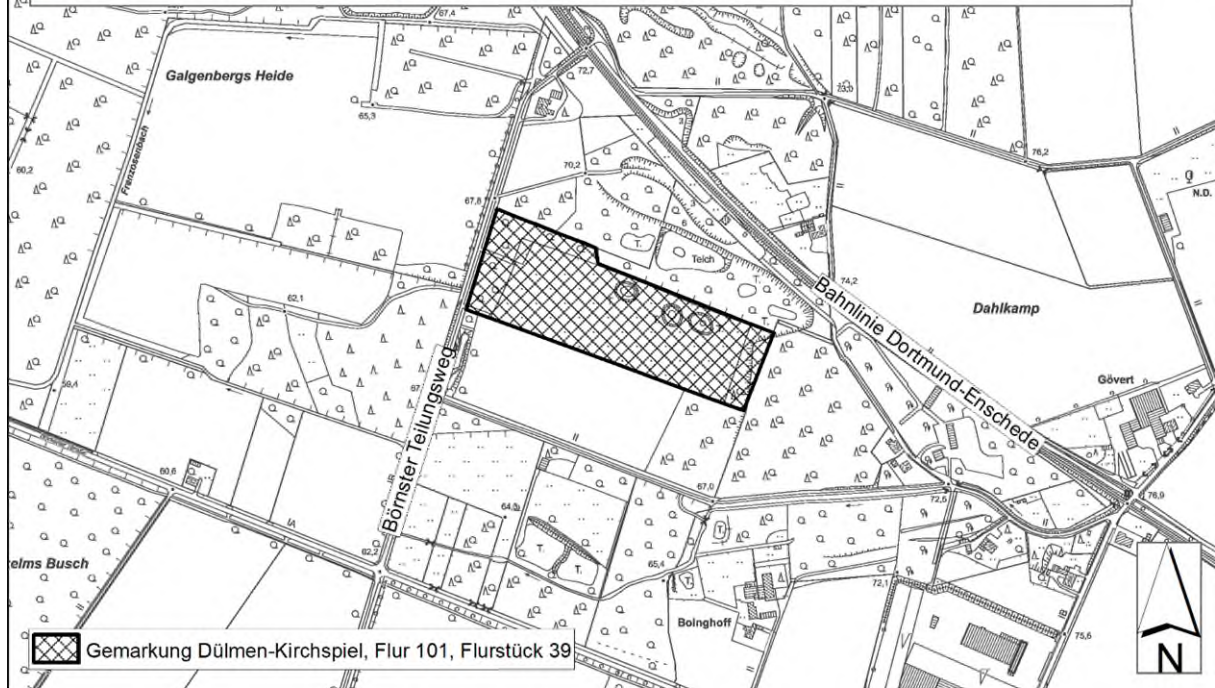 67,4
Galgenbergs Heide
72,7
73,0
65,3
76,2
60,2
Franzosenbach
70,2
N.D.
67,8
T.
Teich
T.
74,2
Bahnlinie Dortmund-Enschede
62,1
Dahlkamp
T.
Gövert
59,4
Börnster Teilungsweg
60,6
67,0
72,5
76,9
64,3
62,2
T.
T.
T.
65,4
T.
72,1
elms Busch
Boinghoff
75,6
Gemarkung Dülmen-Kirchspiel, Flur 101, Flurstück 39
N